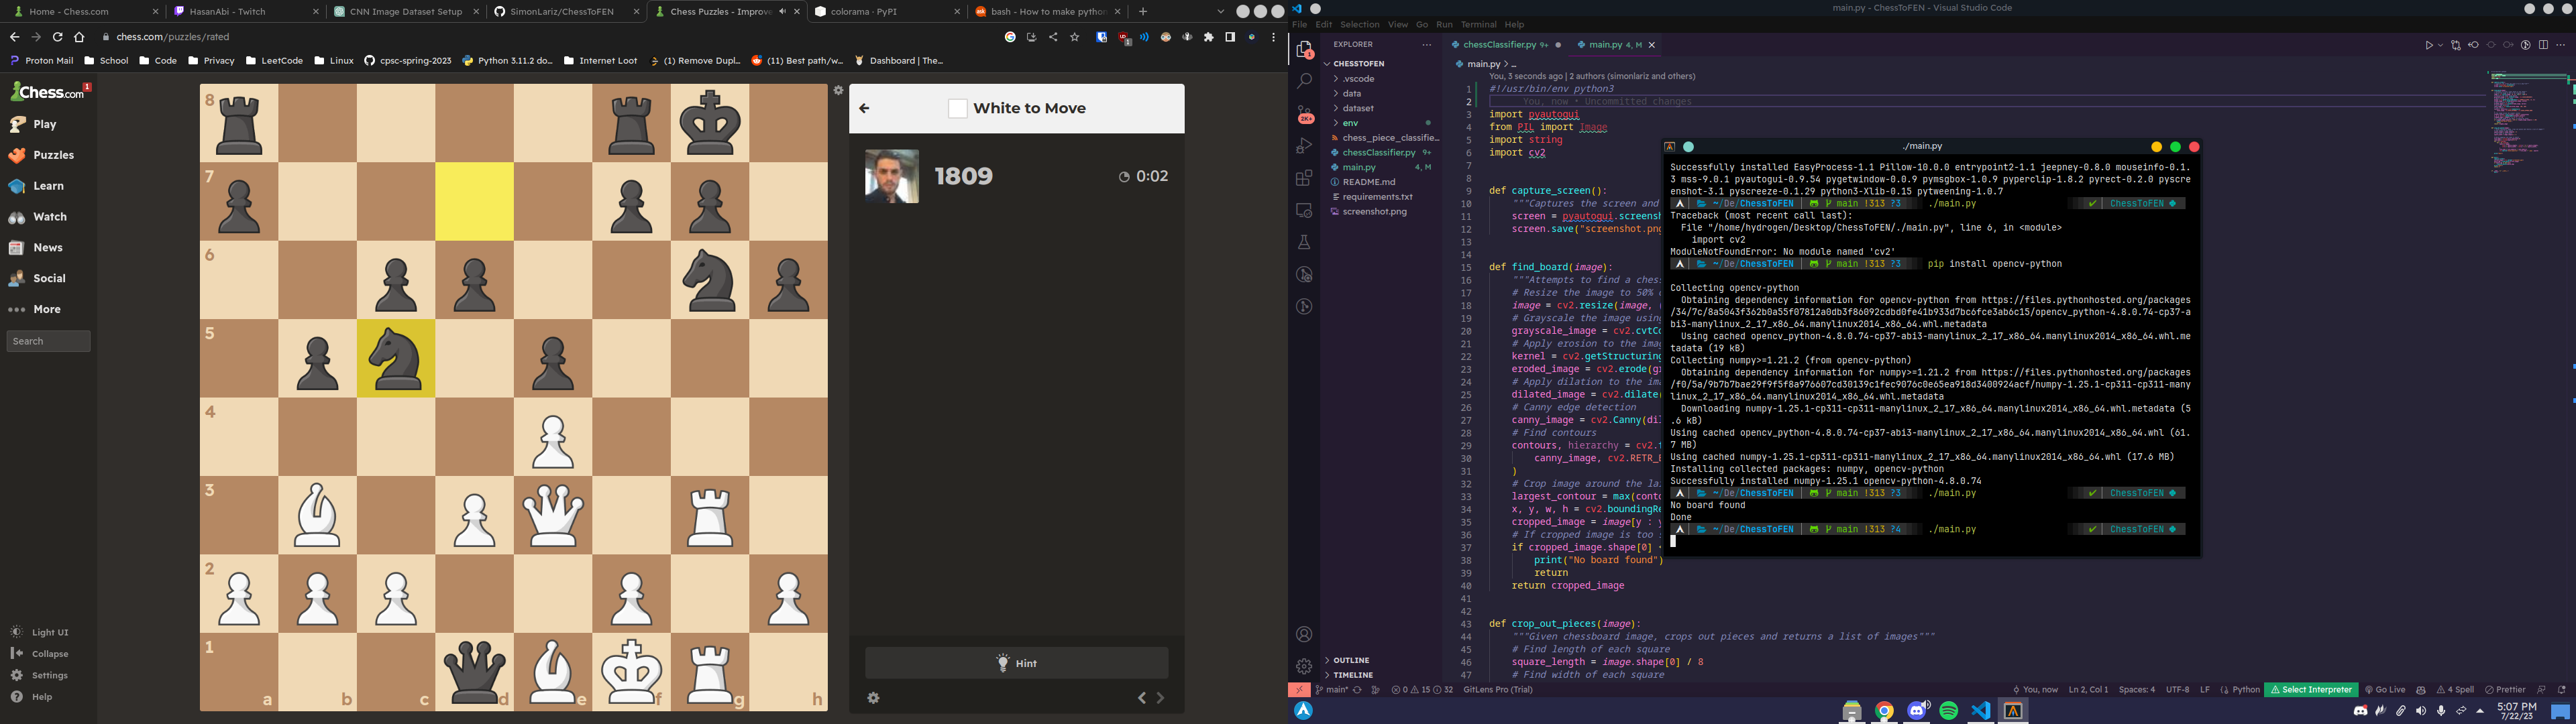 Home - Chess.com
HasanAbi - Twitch
CNN Image Dataset Setup
SimonLariz/ChessToFEN
Chess Puzzles - Improve
colorama · PyPI
bash - How to make python
chess.com/puzzles/rated
Proton Mail
School
Code
Privacy
LeetCode
Linux
cpsc-spring-2023
Python 3.11.2 do...
Internet Loot
(1) Remove Dupl...
(11) Best path/w...
Dashboard | The...
Chess.com
1
Play
Puzzles
Learn
Watch
News
Social
More
Search
Light UI
Collapse
Settings
Help
8
7
6
5
4
3
2
1
a
b
c
d
e
f
g
h
White to Move
1809
0:02
Hint
main.py - ChessToFEN - Visual Studio Code
File Edit Selection View Go Run Terminal Help
EXPLORER
CHESSTOFEN
.vscode
data
dataset
env
chess_piece_classifie...
chessClassifier.py 9+
main.py 4, M
README.md
requirements.txt
screenshot.png
OUTLINE
TIMELINE
chessClassifier.py 9+
main.py 4, M
main.py > ...
You, 3 seconds ago | 2 authors (simonlariz and others)
1 #!/usr/bin/env python3
2 You, now • Uncommitted changes
3 import pyautogui
4 from PIL import Image
5 import string
6 import cv2
7
8
9 def capture_screen():
10 """Captures the screen and
11 screen = pyautogui.screensh
12 screen.save("screenshot.png
13
14
15 def find_board(image):
16 """Attempts to find a chess
17 # Resize the image to 50% o
18 image = cv2.resize(image, (
19 # Grayscale the image using
20 grayscale_image = cv2.cvtCo
21 # Apply erosion to the imag
22 kernel = cv2.getStructuring
23 eroded_image = cv2.erode(gr
24 # Apply dilation to the ima
25 dilated_image = cv2.dilate(
26 # Canny edge detection
27 canny_image = cv2.Canny(dil
28 # Find contours
29 contours, hierarchy = cv2.f
30 canny_image, cv2.RETR_E
31 )
32 # Crop image around the la
33 largest_contour = max(conto
34 x, y, w, h = cv2.boundingRe
35 cropped_image = image[y : y
36 # If cropped image is too s
37 if cropped_image.shape[0] <
38 print("No board found")
39 return
40 return cropped_image
41
42
43 def crop_out_pieces(image):
44 """Given chessboard image, crops out pieces and returns a list of images"""
45 # Find length of each square
46 square_length = image.shape[0] / 8
47 # Find width of each square
./main.py
Successfully installed EasyProcess-1.1 Pillow-10.0.0 entrypoint2-1.1 jeepney-0.8.0 mouseinfo-0.1.
3 mss-9.0.1 pyautogui-0.9.54 pygetwindow-0.0.9 pymsgbox-1.0.9 pyperclip-1.8.2 pyrect-0.2.0 pyscre
enshot-3.1 pyscreeze-0.1.29 python3-Xlib-0.15 pytweening-1.0.7
~/De/ChessToFEN main !313 ?3 ./main.py ✔ ChessToFEN
Traceback (most recent call last):
File "/home/hydrogen/Desktop/ChessToFEN/./main.py", line 6, in <module>
import cv2
ModuleNotFoundError: No module named 'cv2'
~/De/ChessToFEN main !313 ?3 pip install opencv-python
Collecting opencv-python
Obtaining dependency information for opencv-python from https://files.pythonhosted.org/packages
/34/7c/8a5043f362b0a55f07812a0db3f86092cdbd0fe41b933d7bc6fce3ab6c15/opencv_python-4.8.0.74-cp37-a
bi3-manylinux_2_17_x86_64.manylinux2014_x86_64.whl.metadata
Using cached opencv_python-4.8.0.74-cp37-abi3-manylinux_2_17_x86_64.manylinux2014_x86_64.whl.me
tadata (19 kB)
Collecting numpy>=1.21.2 (from opencv-python)
Obtaining dependency information for numpy>=1.21.2 from https://files.pythonhosted.org/packages
/f0/5a/9b7b7bae29f9f5f8a976607cd30139c1fec9076c0e65ea918d3400924acf/numpy-1.25.1-cp311-cp311-many
linux_2_17_x86_64.manylinux2014_x86_64.whl.metadata
Downloading numpy-1.25.1-cp311-cp311-manylinux_2_17_x86_64.manylinux2014_x86_64.whl.metadata (5
.6 kB)
Using cached opencv_python-4.8.0.74-cp37-abi3-manylinux_2_17_x86_64.manylinux2014_x86_64.whl (61.
7 MB)
Using cached numpy-1.25.1-cp311-cp311-manylinux_2_17_x86_64.manylinux2014_x86_64.whl (17.6 MB)
Installing collected packages: numpy, opencv-python
Successfully installed numpy-1.25.1 opencv-python-4.8.0.74
~/De/ChessToFEN main !313 ?3 ./main.py ✔ ChessToFEN
No board found
Done
~/De/ChessToFEN main !313 ?4 ./main.py ✔ ChessToFEN
main* 0 15 32 GitLens Pro (Trial)
You, now Ln 2, Col 1 Spaces: 4 UTF-8 LF Python Select Interpreter Go Live 4 Spell Prettier
5:07 PM
7/22/23